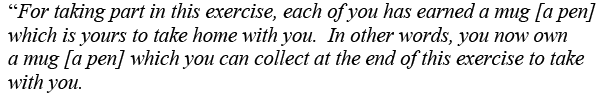 “For taking part in this exercise, each of you has earned a mug [a pen]
which is yours to take home with you.  In other words, you now own
a mug [a pen] which you can collect at the end of this exercise to take
with you.